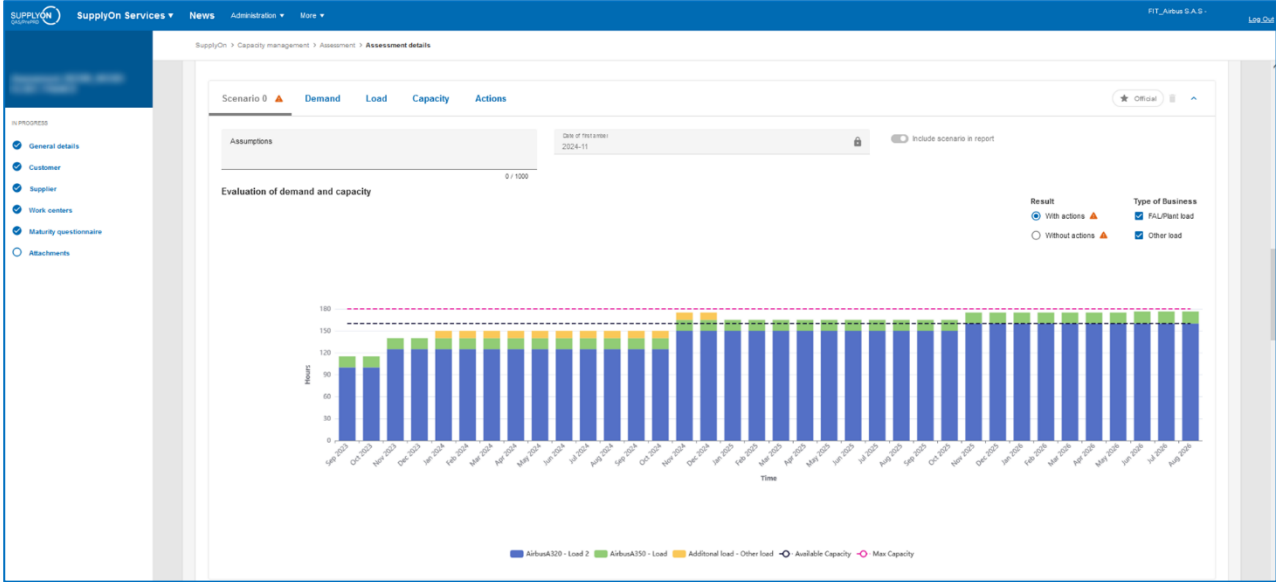 SUPPLYON
SupplyOn Services ▾ News Administration ▾ More ▾
FIT_Airbus S.A.S -
Log Out
SupplyOn > Capacity management > Assessment > Assessment details
IN PROGRESS
General details
Customer
Supplier
Work centers
Maturity questionnaire
Attachments
Scenario 0 Demand Load Capacity Actions
Official
Assumptions
0 / 1000
Date of first amber
2024-11
Include scenario in report
Evaluation of demand and capacity
Result
With actions
Without actions
Type of Business
FAL/Plant load
Other load
180
150
120
90
60
30
0
Hours
Sep 2023 Oct 2023 Nov 2023 Dec 2023 Jan 2024 Feb 2024 Mar 2024 Apr 2024 May 2024 Jun 2024 Jul 2024 Aug 2024 Sep 2024 Oct 2024 Nov 2024 Dec 2024 Jan 2025 Feb 2025 Mar 2025 Apr 2025 May 2025 Jun 2025 Jul 2025 Aug 2025 Sep 2025 Oct 2025 Nov 2025 Dec 2025 Jan 2026 Feb 2026 Mar 2026 Apr 2026 May 2026 Jun 2026 Jul 2026 Aug 2026
Time
AirbusA320 - Load 2 AirbusA350 - Load Additonal load - Other load Available Capacity Max Capacity